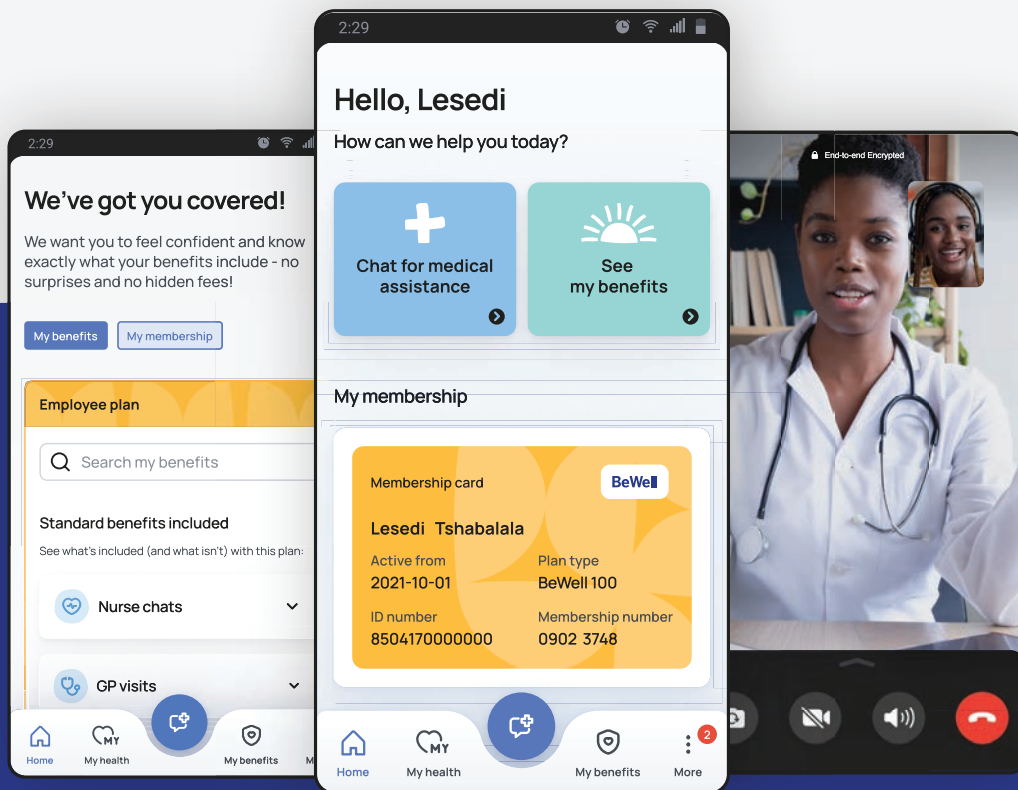 2:29
We've got you covered!
We want you to feel confident and know
exactly what your benefits include - no
surprises and no hidden fees!
My benefits
My membership
Employee plan
Search my benefits
Standard benefits included
See what's included (and what isn't) with this plan:
Nurse chats
GP visits
Home
MY
My health
My benefits
2:29
Hello, Lesedi
How can we help you today?
Chat for medical
assistance
See
my benefits
My membership
Membership card
BeWell
Lesedi Tshabalala
Active from
2021-10-01
Plan type
BeWell 100
ID number
8504170000000
Membership number
0902 3748
Home
MY
My health
My benefits
2
More
End-to-end Encrypted